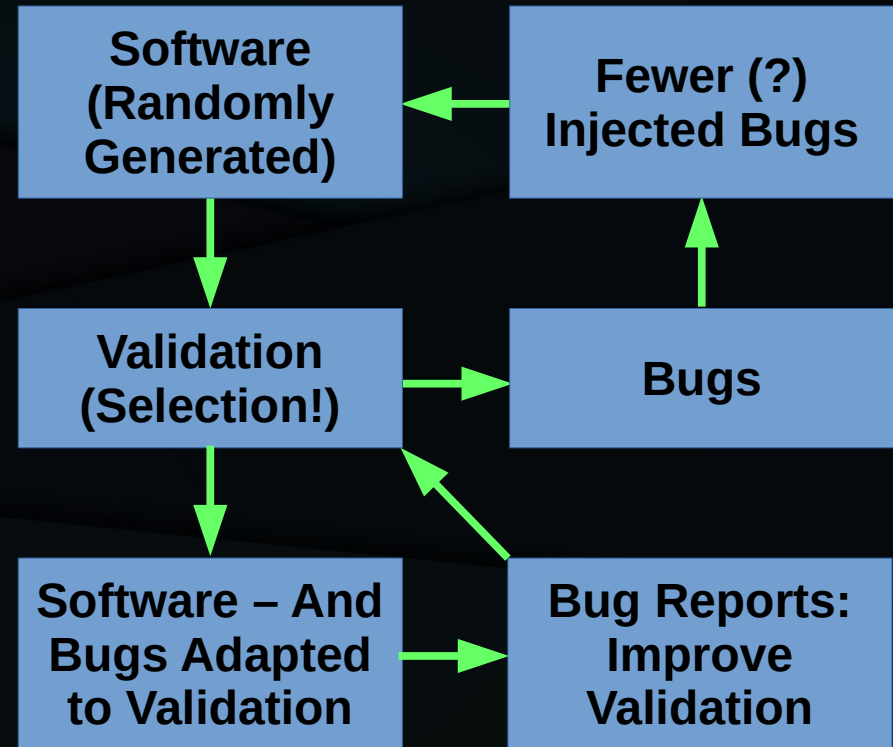 Software
(Randomly
Generated)
Fewer (?)
Injected Bugs
Validation
(Selection!)
Bugs
Software – And
Bugs Adapted
to Validation
Bug Reports:
Improve
Validation